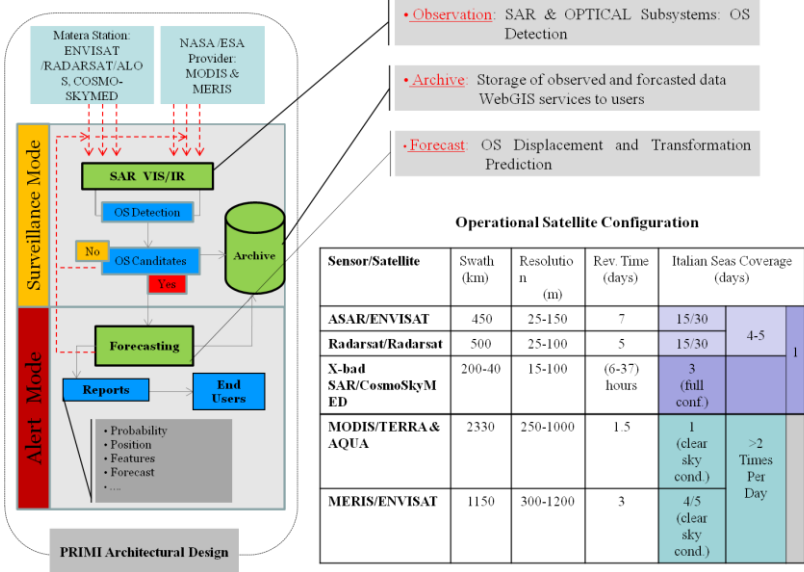 Matera Station:
ENVISAT
/RADARSAT/ALO
S, COSMO-
SKYMED
NASA/ESA
Provider:
MODIS &
MERIS
Surveillance Mode
SAR VIS/IR
OS Detection
No
OS Canditates
Yes
Archive
Alert Mode
Forecasting
Reports
End
Users
• Probability
• Position
• Features
• Forecast
• ....
PRIMI Architectural Design
• Observation: SAR & OPTICAL Subsystems: OS
Detection
• Archive: Storage of observed and forcasted data
WebGIS services to users
• Forecast: OS Displacement and Transformation
Prediction
Operational Satellite Configuration
Sensor/Satellite
Swath
(km)
Resolutio
n
(m)
Rev. Time
(days)
Italian Seas Coverage
(days)
ASAR/ENVISAT
450
25-150
7
15/30
4-5
1
Radarsat/Radarsat
500
25-100
5
15/30
X-bad
SAR/CosmoSkyM
ED
200-40
15-100
(6-37)
hours
3
(full
conf.)
MODIS/TERRA &
AQUA
2330
250-1000
1.5
1
(clear
sky
cond.)
>2
Times
Per
Day
MERIS/ENVISAT
1150
300-1200
3
4/5
(clear
sky
cond.)